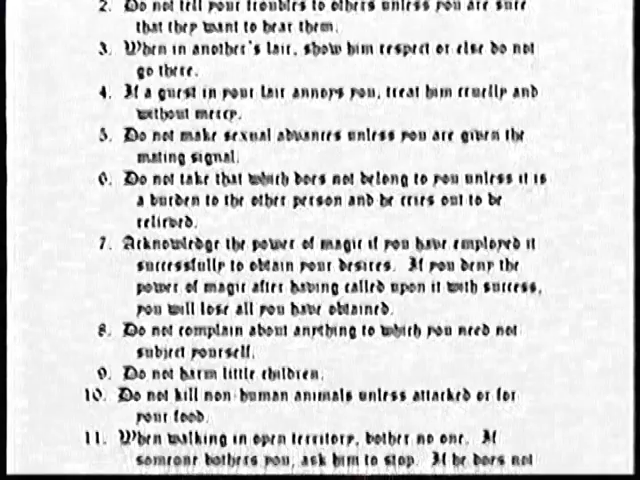 2. Do not tell your troubles to others unless you are sure
that they want to hear them.
3. When in another's lair, show him respect or else do not
go there.
4. If a guest in your lair annoys you, treat him cruelly and
without mercy.
5. Do not make sexual advances unless you are given the
mating signal.
6. Do not take that which does not belong to you unless it is
a burden to the other person and he cries out to be
relieved.
7. Acknowledge the power of magic if you have employed it
successfully to obtain your desires. If you deny the
power of magic after having called upon it with success,
you will lose all you have obtained.
8. Do not complain about anything to which you need not
subject yourself.
9. Do not harm little children.
10. Do not kill non-human animals unless attacked or for
your food.
11. When walking in open territory, bother no one. If
someone bothers you, ask him to stop. If he does not